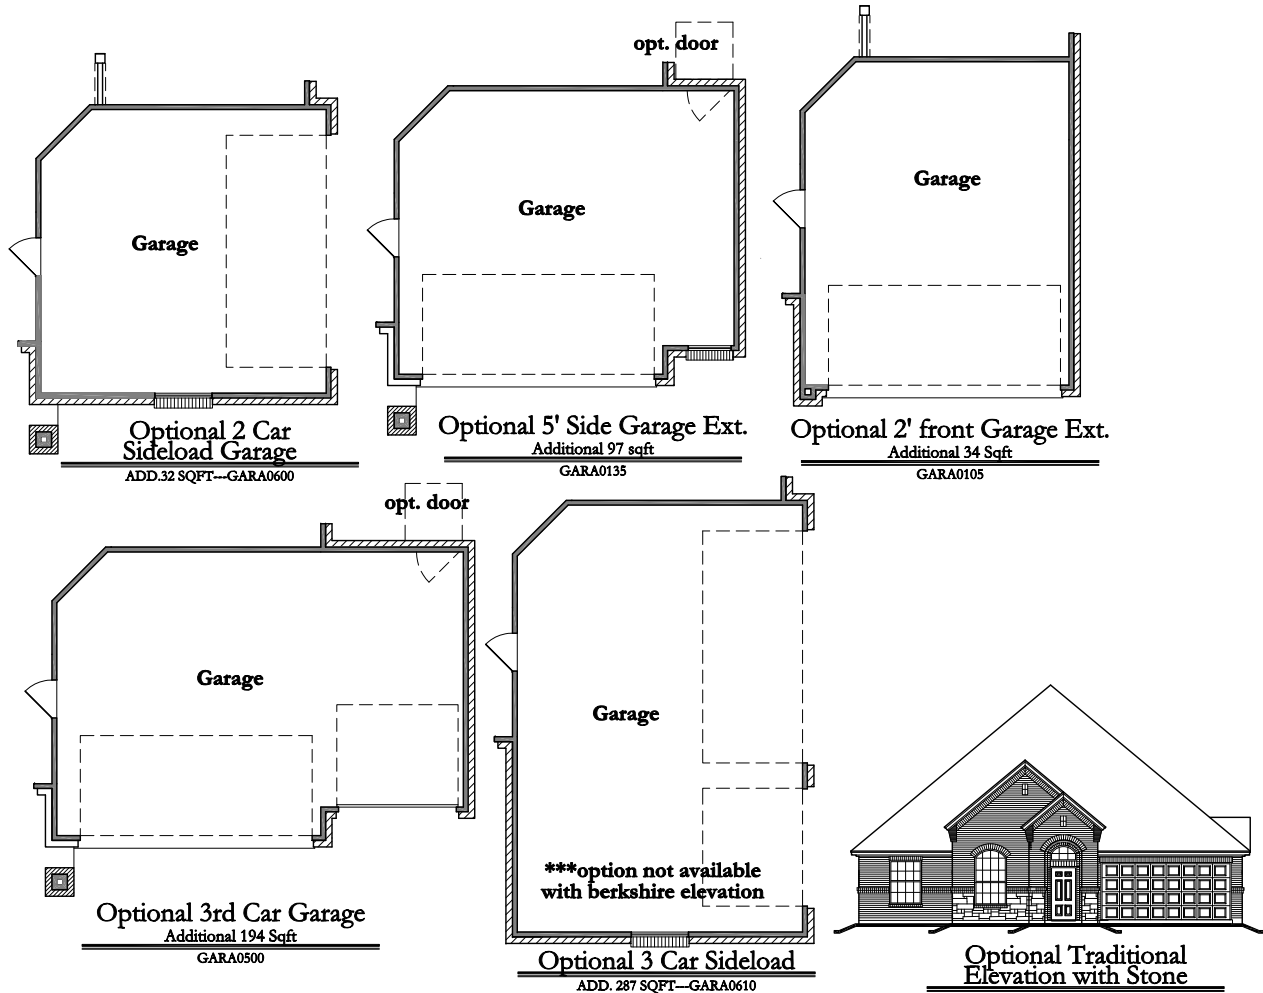 Garage
Optional 2 Car
Sideload Garage
ADD.32 SQFT---GARA0600
opt. door
Garage
Optional 5' Side Garage Ext.
Additional 97 sqft
GARA0135
Garage
Optional 2' front Garage Ext.
Additional 34 Sqft
GARA0105
opt. door
Garage
Optional 3rd Car Garage
Additional 194 Sqft
GARA0500
Garage
***option not available
with berkshire elevation
Optional 3 Car Sideload
ADD. 287 SQFT---GARA0610
Optional Traditional
Elevation with Stone